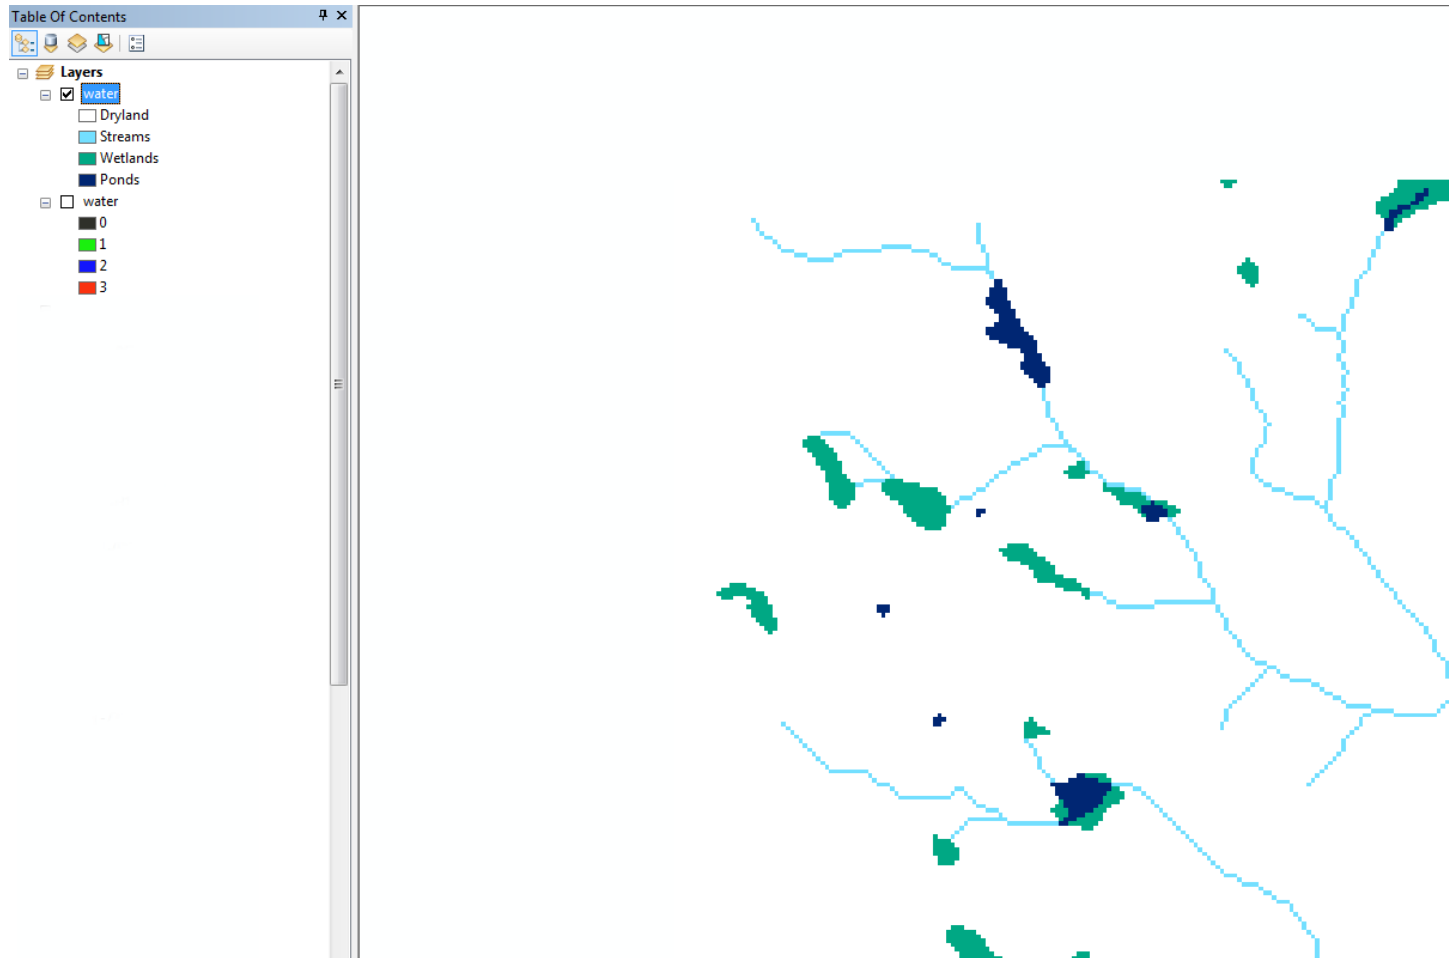 Table Of Contents
Layers
water
Dryland
Streams
Wetlands
Ponds
water
0
1
2
3